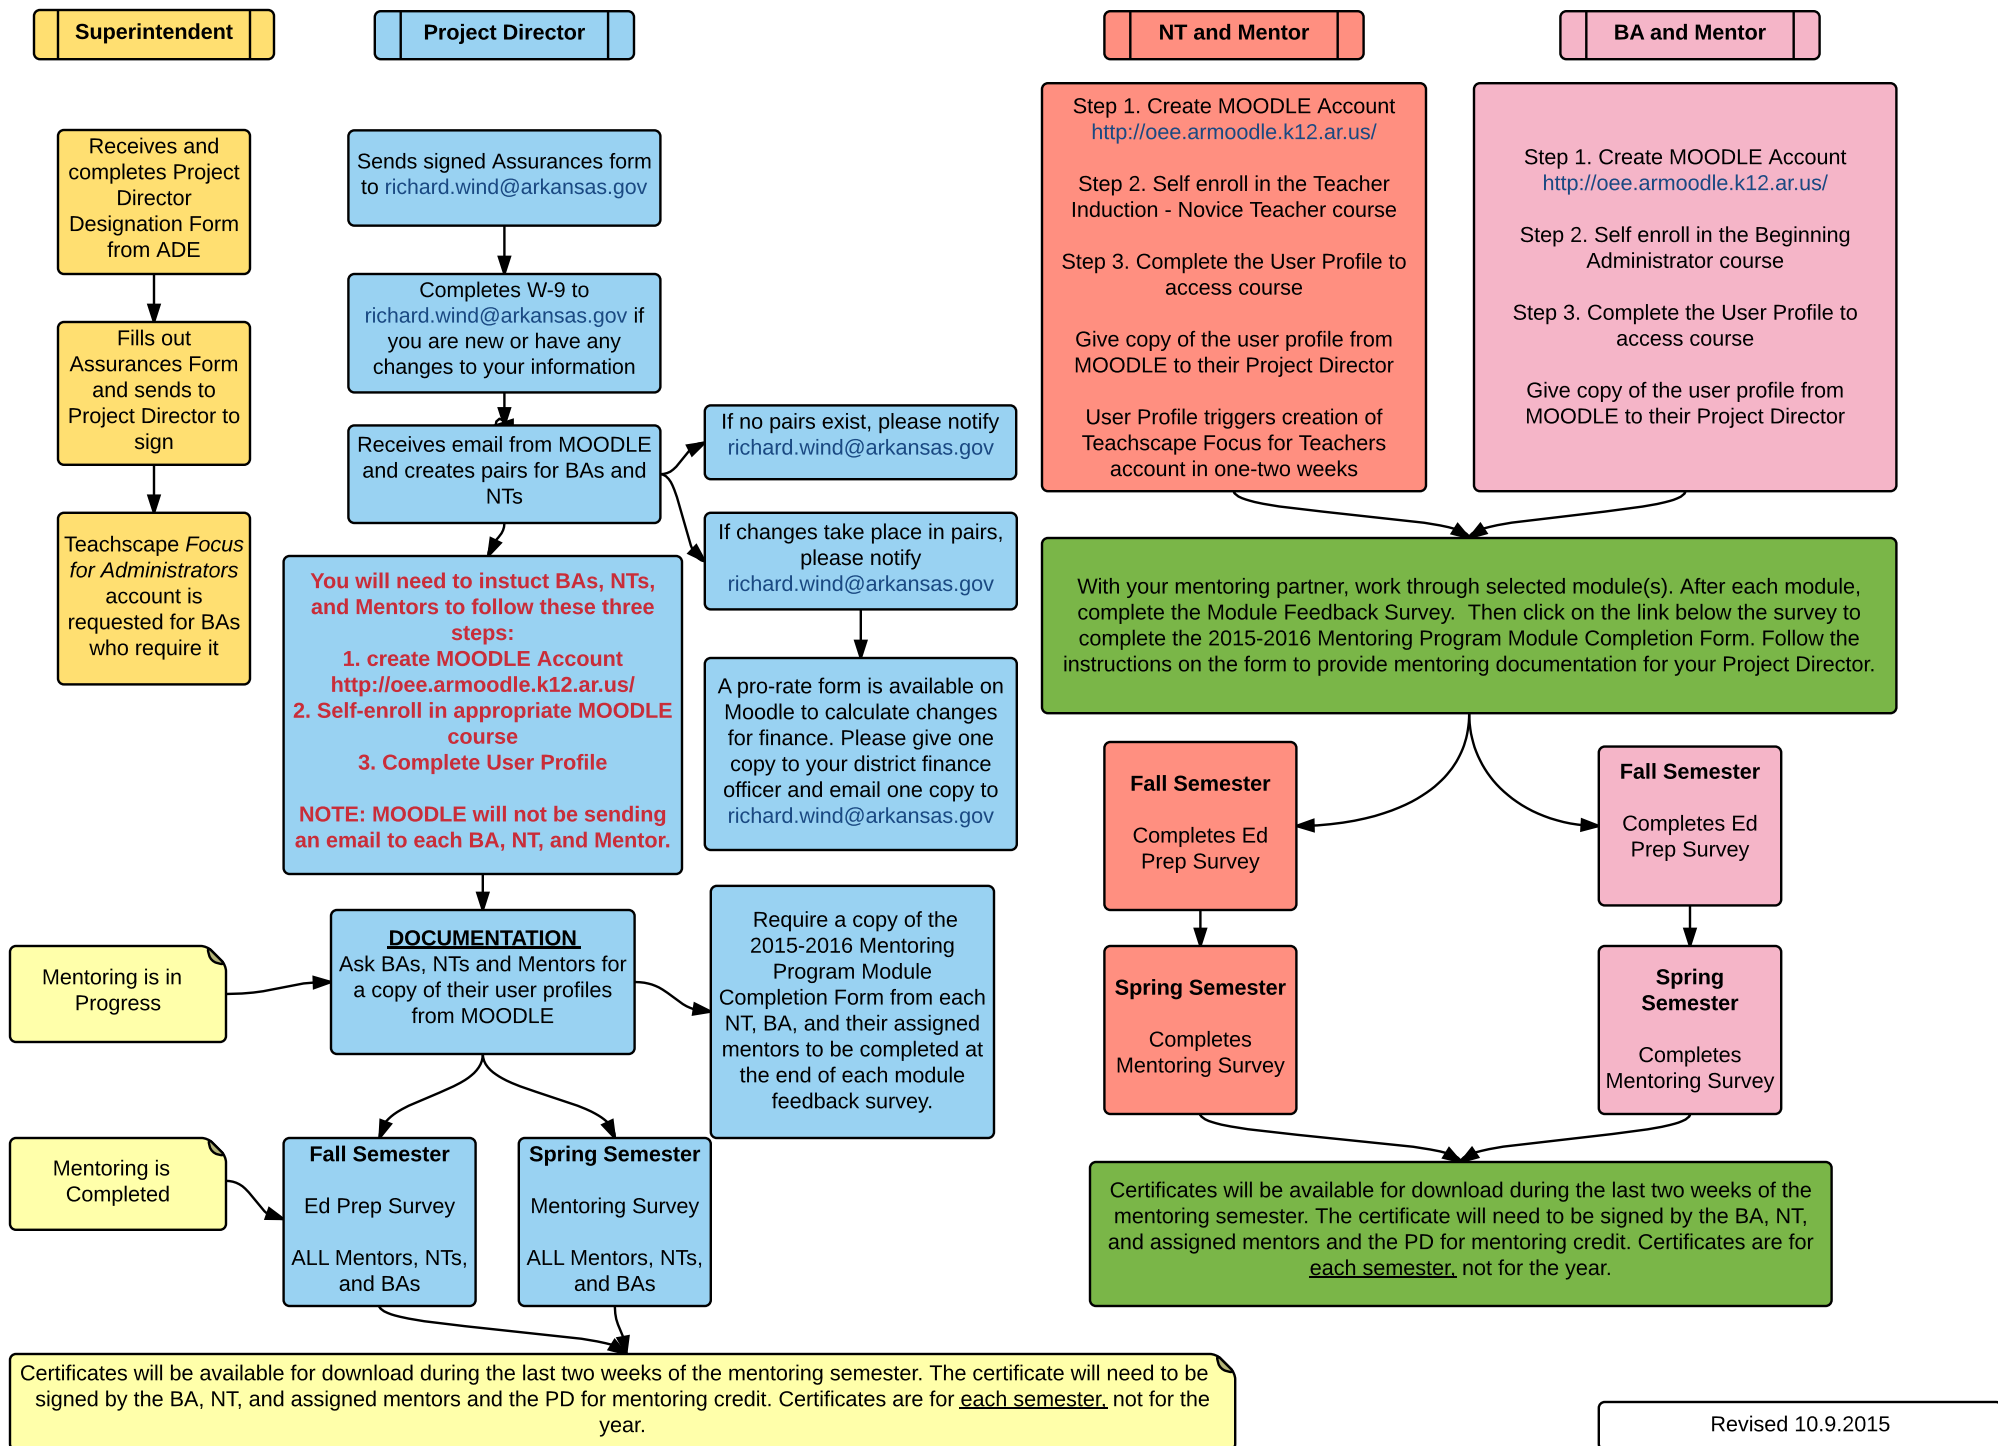 Superintendent
Project Director
NT and Mentor
BA and Mentor
Receives and
completes Project
Director
Designation Form
from ADE
Fills out
Assurances Form
and sends to
Project Director to
sign
Teachscape Focus
for Administrators
account is
requested for BAs
who require it
Sends signed Assurances form
to richard.wind@arkansas.gov
Completes W-9 to
richard.wind@arkansas.gov if
you are new or have any
changes to your information
Receives email from MOODLE
and creates pairs for BAs and
NTs
If no pairs exist, please notify
richard.wind@arkansas.gov
If changes take place in pairs,
please notify
richard.wind@arkansas.gov
A pro-rate form is available on
Moodle to calculate changes
for finance. Please give one
copy to your district finance
officer and email one copy to
richard.wind@arkansas.gov
You will need to instuct BAs, NTs,
and Mentors to follow these three
steps:
1. create MOODLE Account
http://oee.armoodle.k12.ar.us/
2. Self-enroll in appropriate MOODLE
course
3. Complete User Profile
NOTE: MOODLE will not be sending
an email to each BA, NT, and Mentor.
Mentoring is in
Progress
DOCUMENTATION
Ask BAs, NTs and Mentors for
a copy of their user profiles
from MOODLE
Require a copy of the
2015-2016 Mentoring
Program Module
Completion Form from each
NT, BA, and their assigned
mentors to be completed at
the end of each module
feedback survey.
Mentoring is
Completed
Fall Semester
Ed Prep Survey
ALL Mentors, NTs,
and BAs
Spring Semester
Mentoring Survey
ALL Mentors, NTs,
and BAs
Certificates will be available for download during the last two weeks of the mentoring semester. The certificate will need to be
signed by the BA, NT, and assigned mentors and the PD for mentoring credit. Certificates are for each semester, not for the
year.
Step 1. Create MOODLE Account
http://oee.armoodle.k12.ar.us/
Step 2. Self enroll in the Teacher
Induction - Novice Teacher course
Step 3. Complete the User Profile to
access course
Give copy of the user profile from
MOODLE to their Project Director
User Profile triggers creation of
Teachscape Focus for Teachers
account in one-two weeks
Step 1. Create MOODLE Account
http://oee.armoodle.k12.ar.us/
Step 2. Self enroll in the Beginning
Administrator course
Step 3. Complete the User Profile to
access course
Give copy of the user profile from
MOODLE to their Project Director
With your mentoring partner, work through selected module(s). After each module,
complete the Module Feedback Survey. Then click on the link below the survey to
complete the 2015-2016 Mentoring Program Module Completion Form. Follow the
instructions on the form to provide mentoring documentation for your Project Director.
Fall Semester
Completes Ed
Prep Survey
Fall Semester
Completes Ed
Prep Survey
Spring Semester
Completes
Mentoring Survey
Spring
Semester
Completes
Mentoring Survey
Certificates will be available for download during the last two weeks of the
mentoring semester. The certificate will need to be signed by the BA, NT,
and assigned mentors and the PD for mentoring credit. Certificates are for
each semester, not for the year.
Revised 10.9.2015